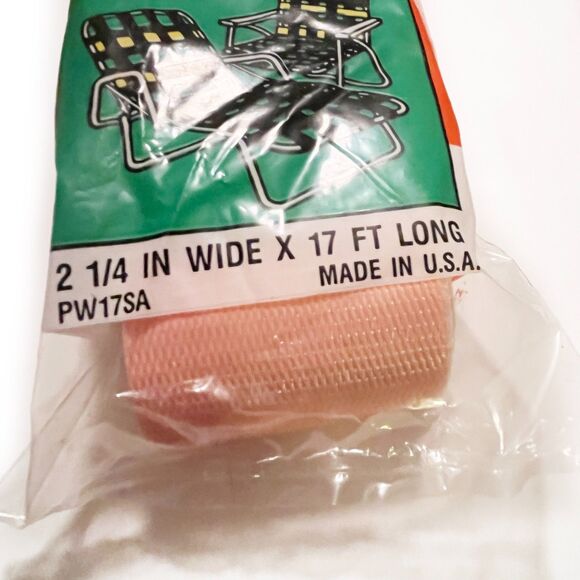 2 1/4 IN WIDE X 17 FT LONG
PW17SA MADE IN U.S.A.